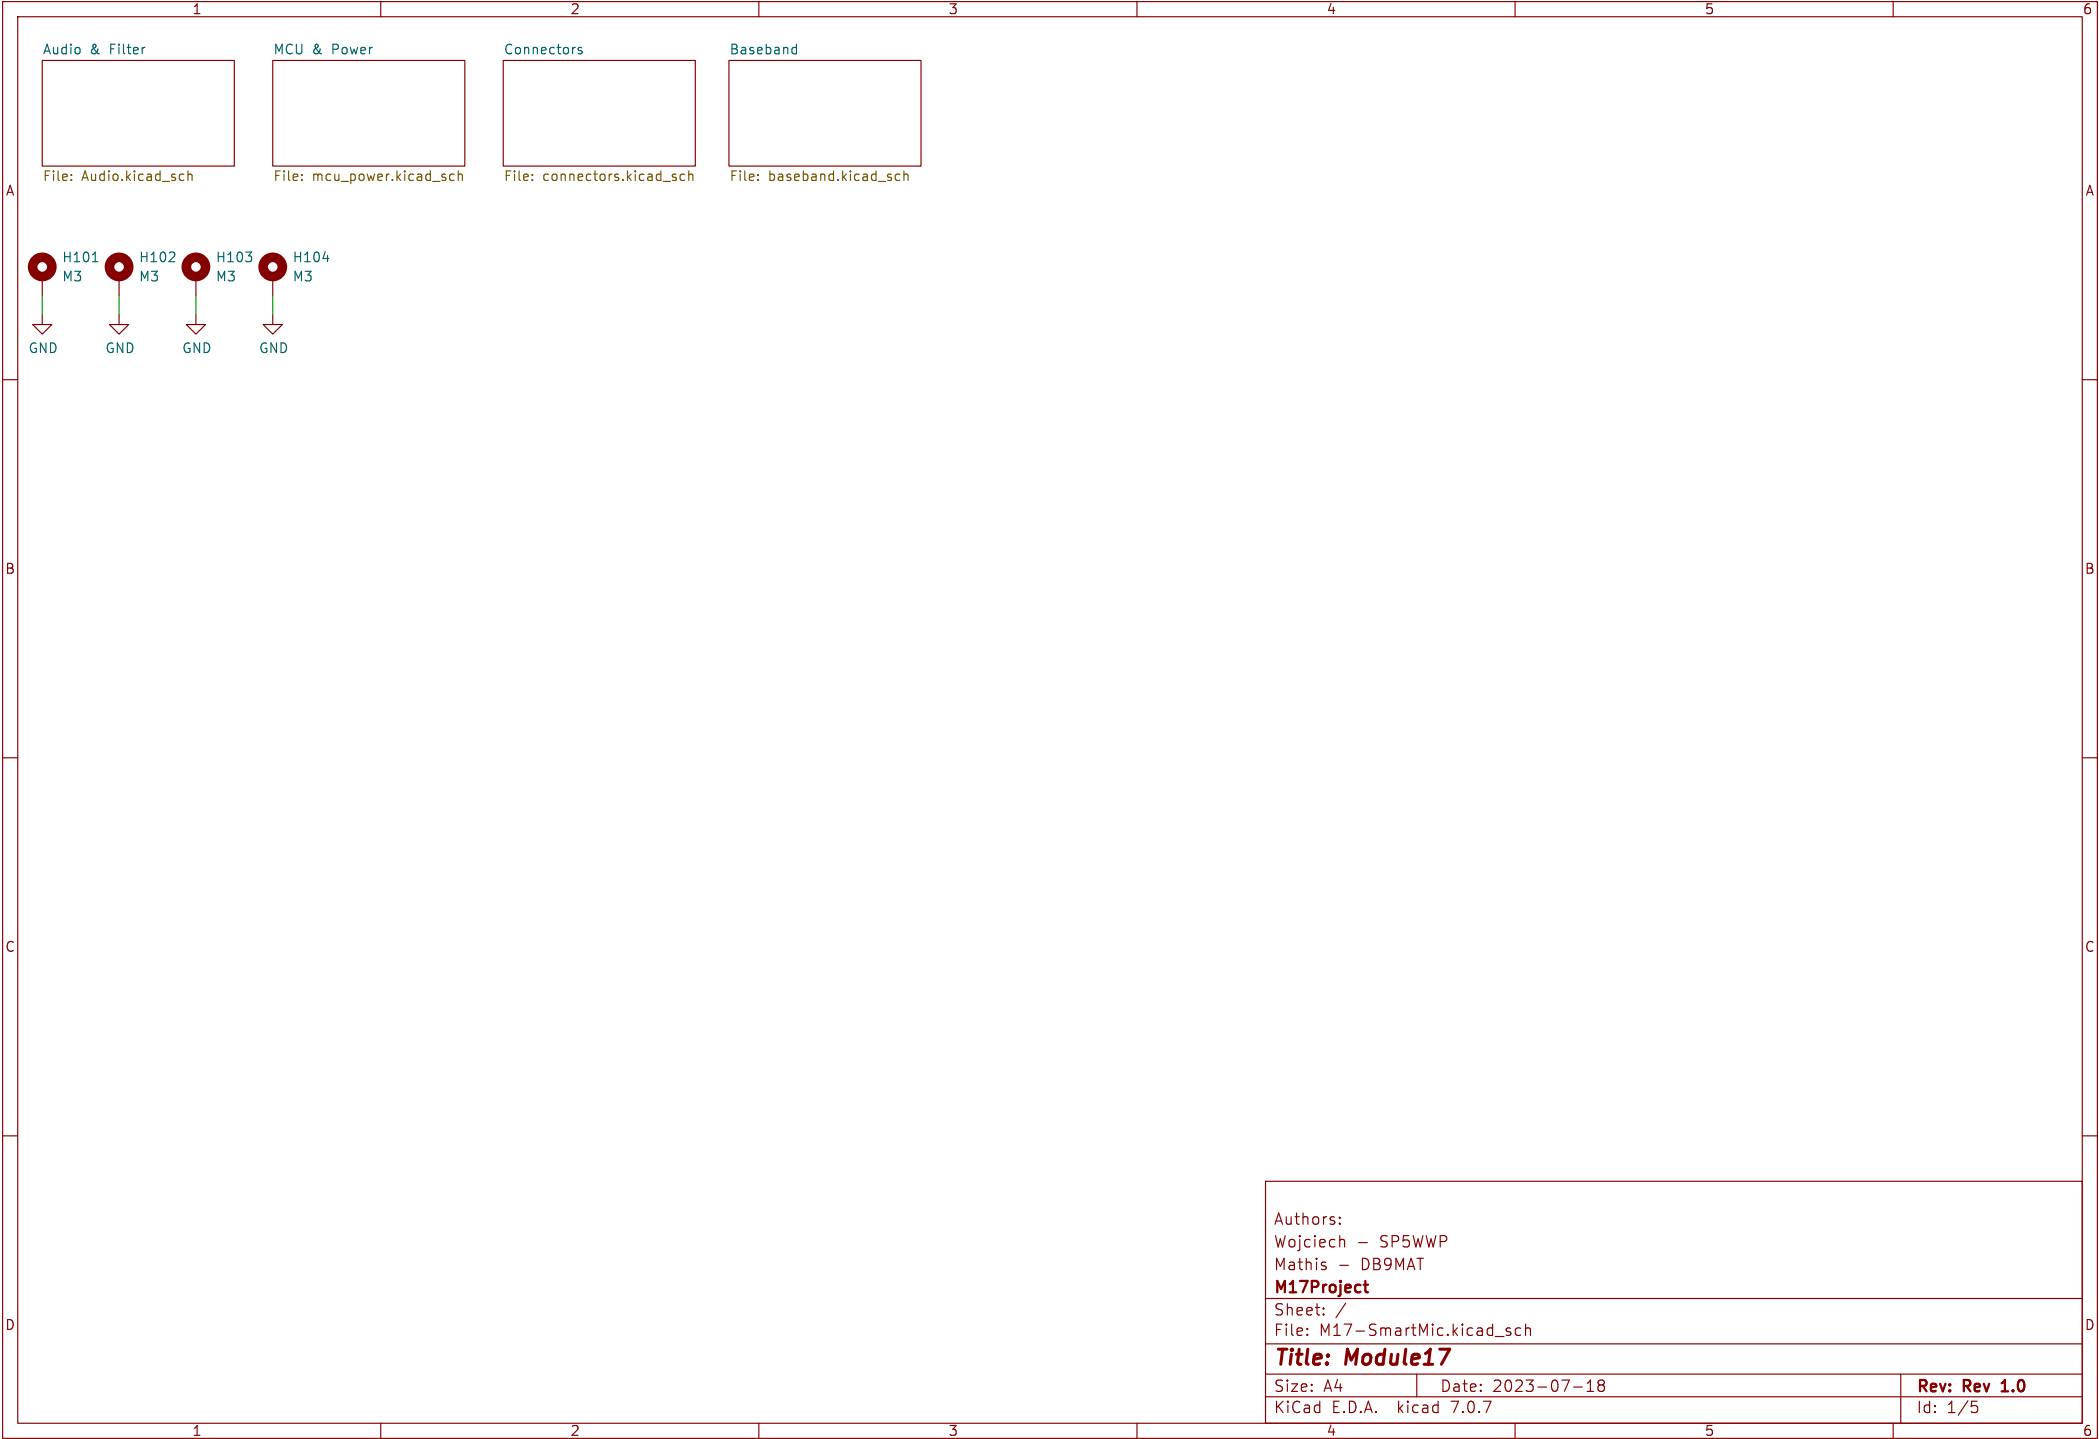 1 2 3 4 5 6
Audio & Filter
MCU & Power
Connectors
Baseband
File: Audio.kicad_sch
File: mcu_power.kicad_sch
File: connectors.kicad_sch
File: baseband.kicad_sch
A A
H101
M3
H102
M3
H103
M3
H104
M3
GND GND GND GND
B B
C C
Authors:
Wojciech - SP5WWP
Mathis - DB9MAT
M17Project
Sheet: /
File: M17-SmartMic.kicad_sch
D D
Title: Module17
Size: A4
Date: 2023-07-18
Rev: Rev 1.0
KiCad E.D.A. kicad 7.0.7
Id: 1/5
1 2 3 4 5 6